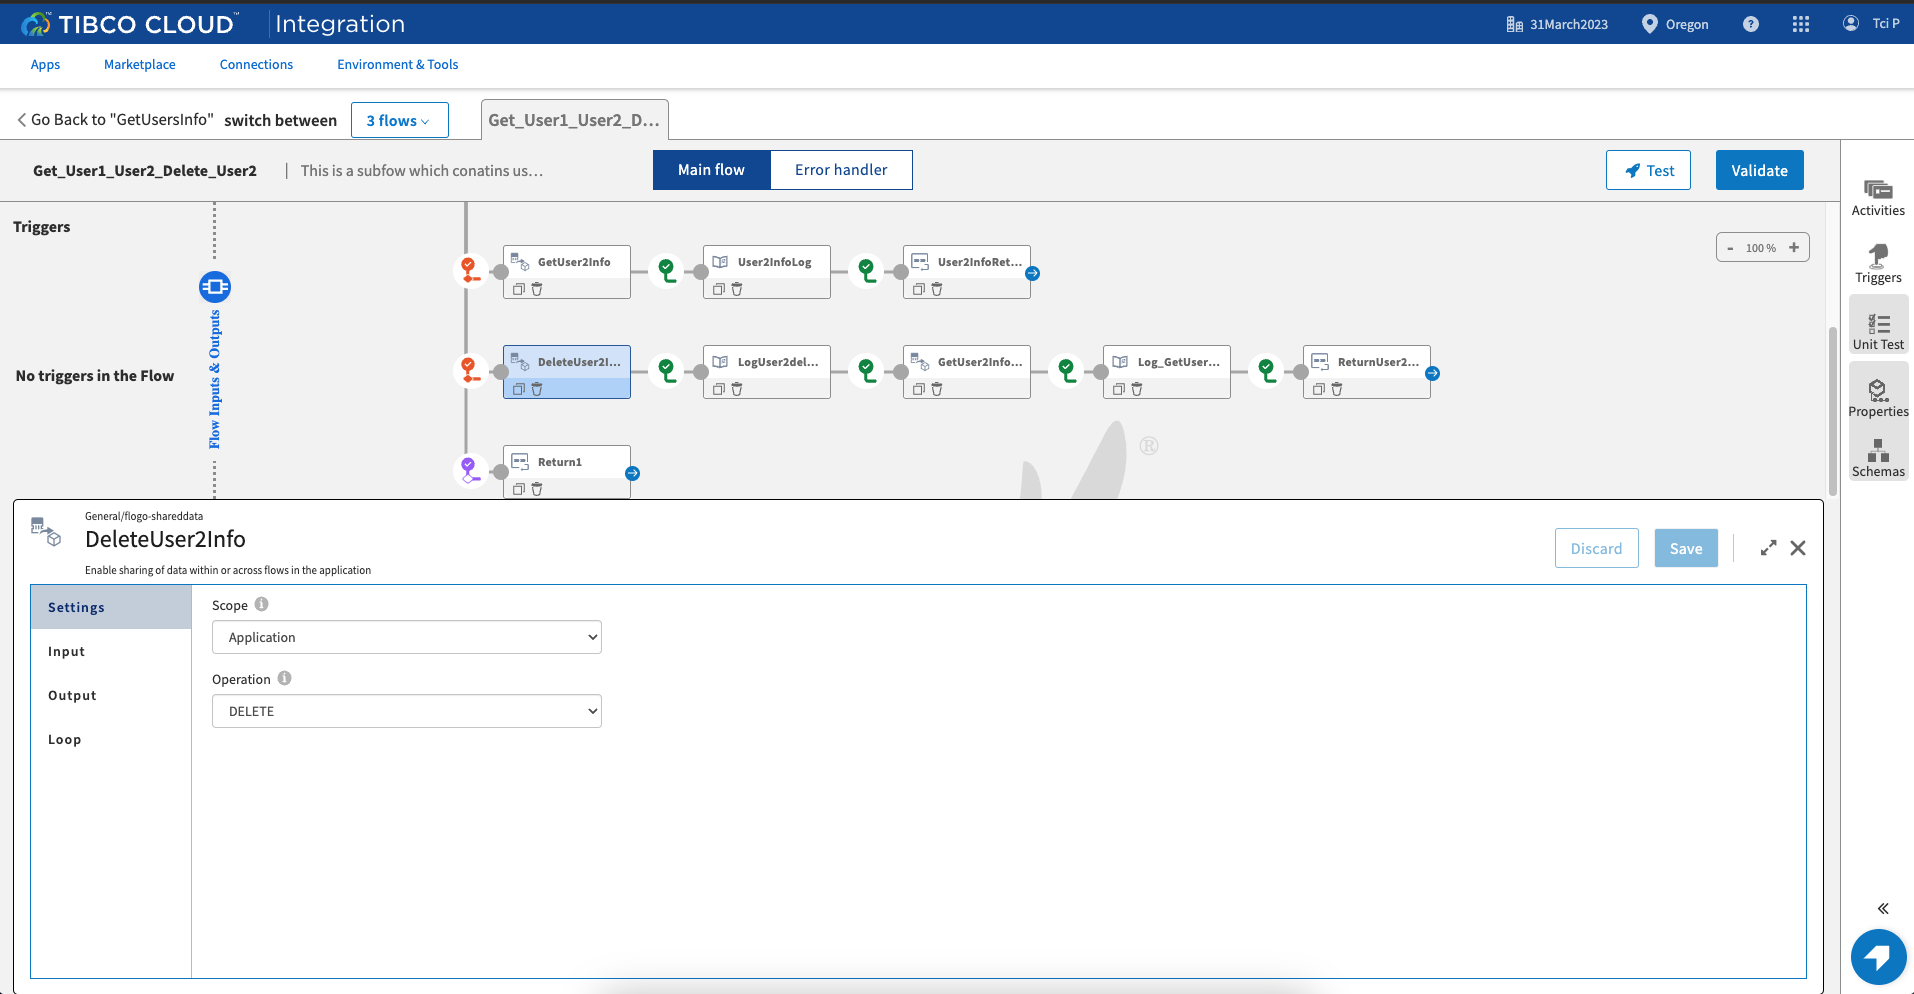 TIBCO CLOUD™ Integration
31March2023 Oregon ? Tci P
Apps Marketplace Connections Environment & Tools
Go Back to "GetUsersInfo" switch between 3 flows Get_User1_User2_D...
Get_User1_User2_Delete_User2 | This is a subfow which conatins us... Main flow Error handler Test Validate
Triggers
No triggers in the Flow
Flow Inputs & Outputs
- 100 % +
GetUser2Info User2InfoLog User2InfoRet...
DeleteUser2I... LogUser2del... GetUser2Info... Log_GetUser... ReturnUser2...
Return1
®
Activities
Triggers
Unit Test
Properties
Schemas
General/flogo-shareddata
DeleteUser2Info
Enable sharing of data within or across flows in the application
Discard Save
Settings
Input
Output
Loop
Scope i
Application
Operation i
DELETE